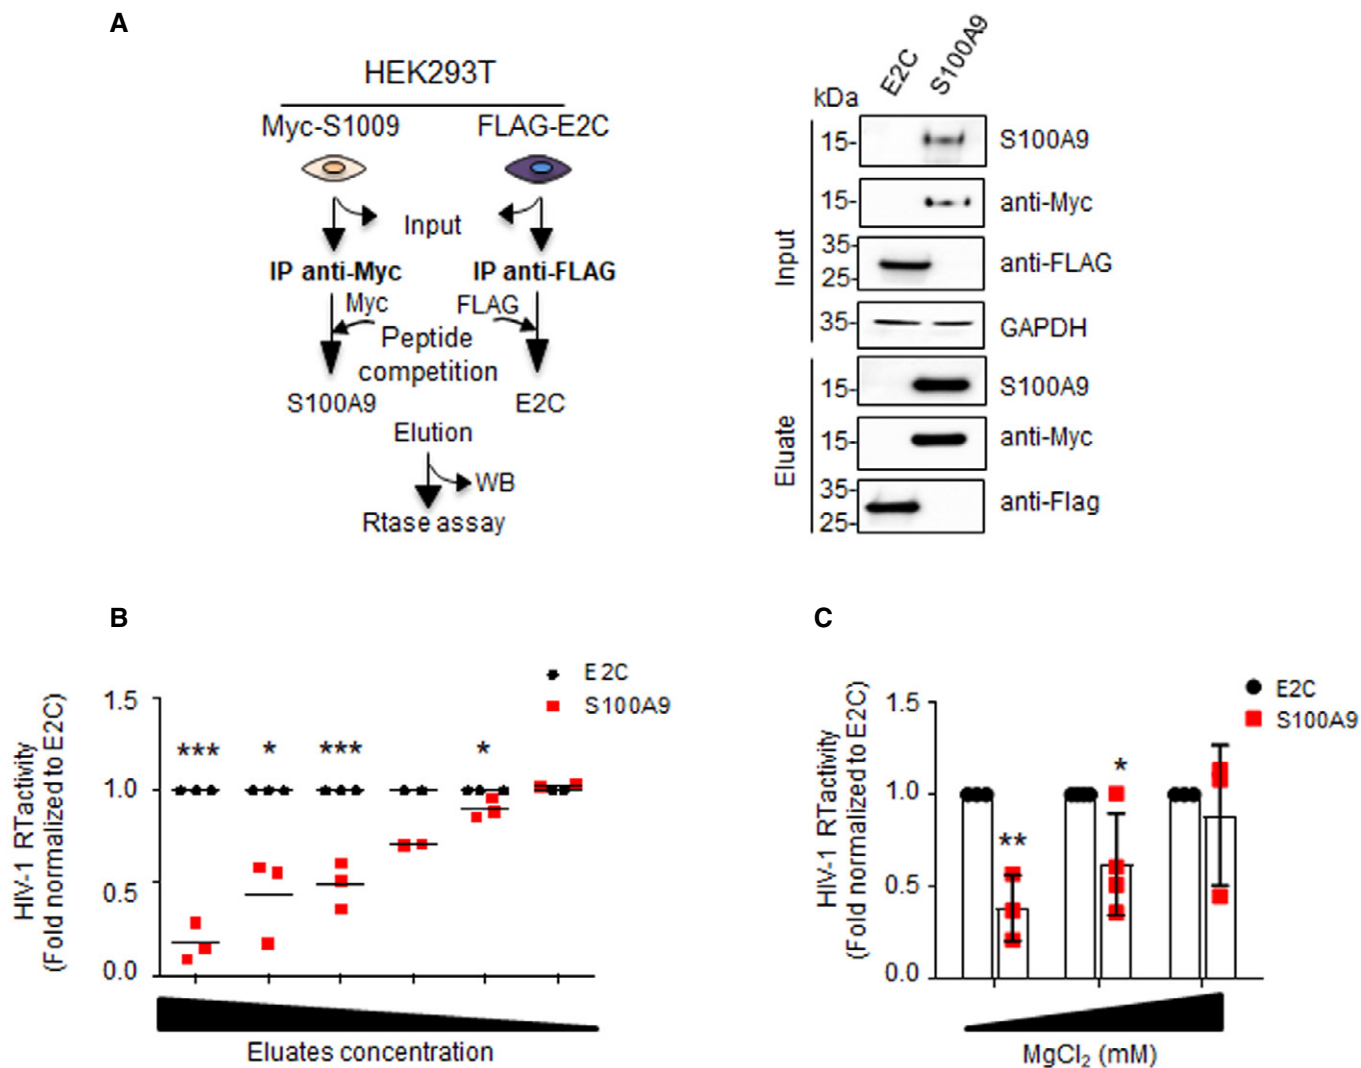 A
HEK293T
Myc-S1009 FLAG-E2C
Input
IP anti-Myc IP anti-FLAG
Myc FLAG
Peptide
competition
S100A9 E2C
Elution
WB
Rtase assay
E2C S100A9
kDa
Input
15- S100A9
15- anti-Myc
35-
25- anti-FLAG
35- GAPDH
Eluate
15- S100A9
15- anti-Myc
35-
25- anti-Flag
B
HIV-1 RTactivity
(Fold normalized to E2C)
E2C
S100A9
1.5
1.0
0.5
0.0
*** * *** *
Eluates concentration
C
HIV-1 RTactivity
(Fold normalized to E2C)
E2C
S100A9
1.5
1.0
0.5
0.0
** *
MgCl₂ (mM)